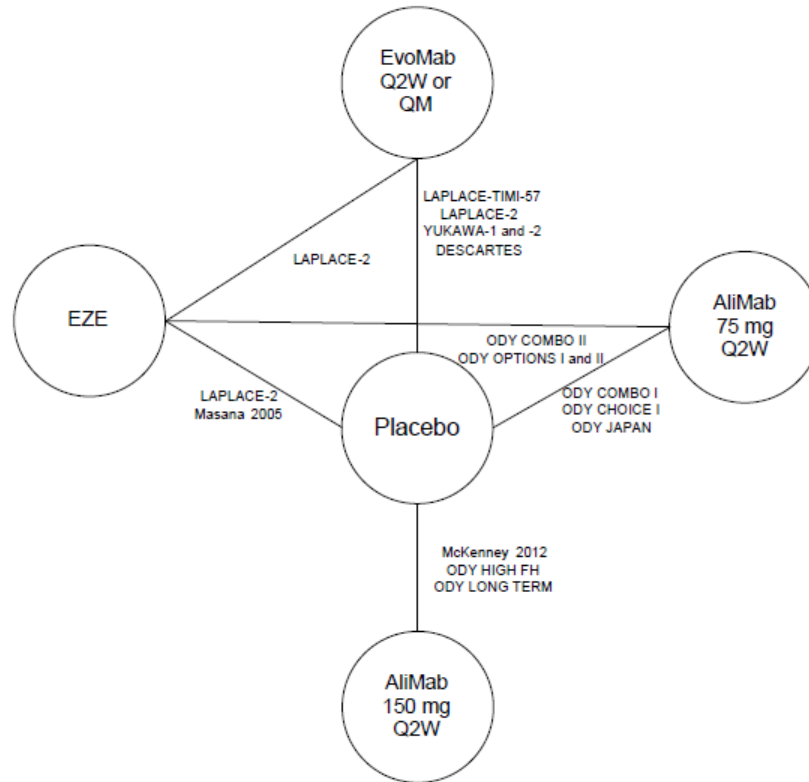 EvoMab
Q2W or
QM
LAPLACE-TIMI-57
LAPLACE-2
YUKAWA-1 and -2
DESCARTES
LAPLACE-2
EZE
AliMab
75 mg
Q2W
ODY COMBO II
ODY OPTIONS I and II
LAPLACE-2
Masana 2005
Placebo
ODY COMBO I
ODY CHOICE I
ODY JAPAN
McKenney 2012
ODY HIGH FH
ODY LONG TERM
AliMab
150 mg
Q2W